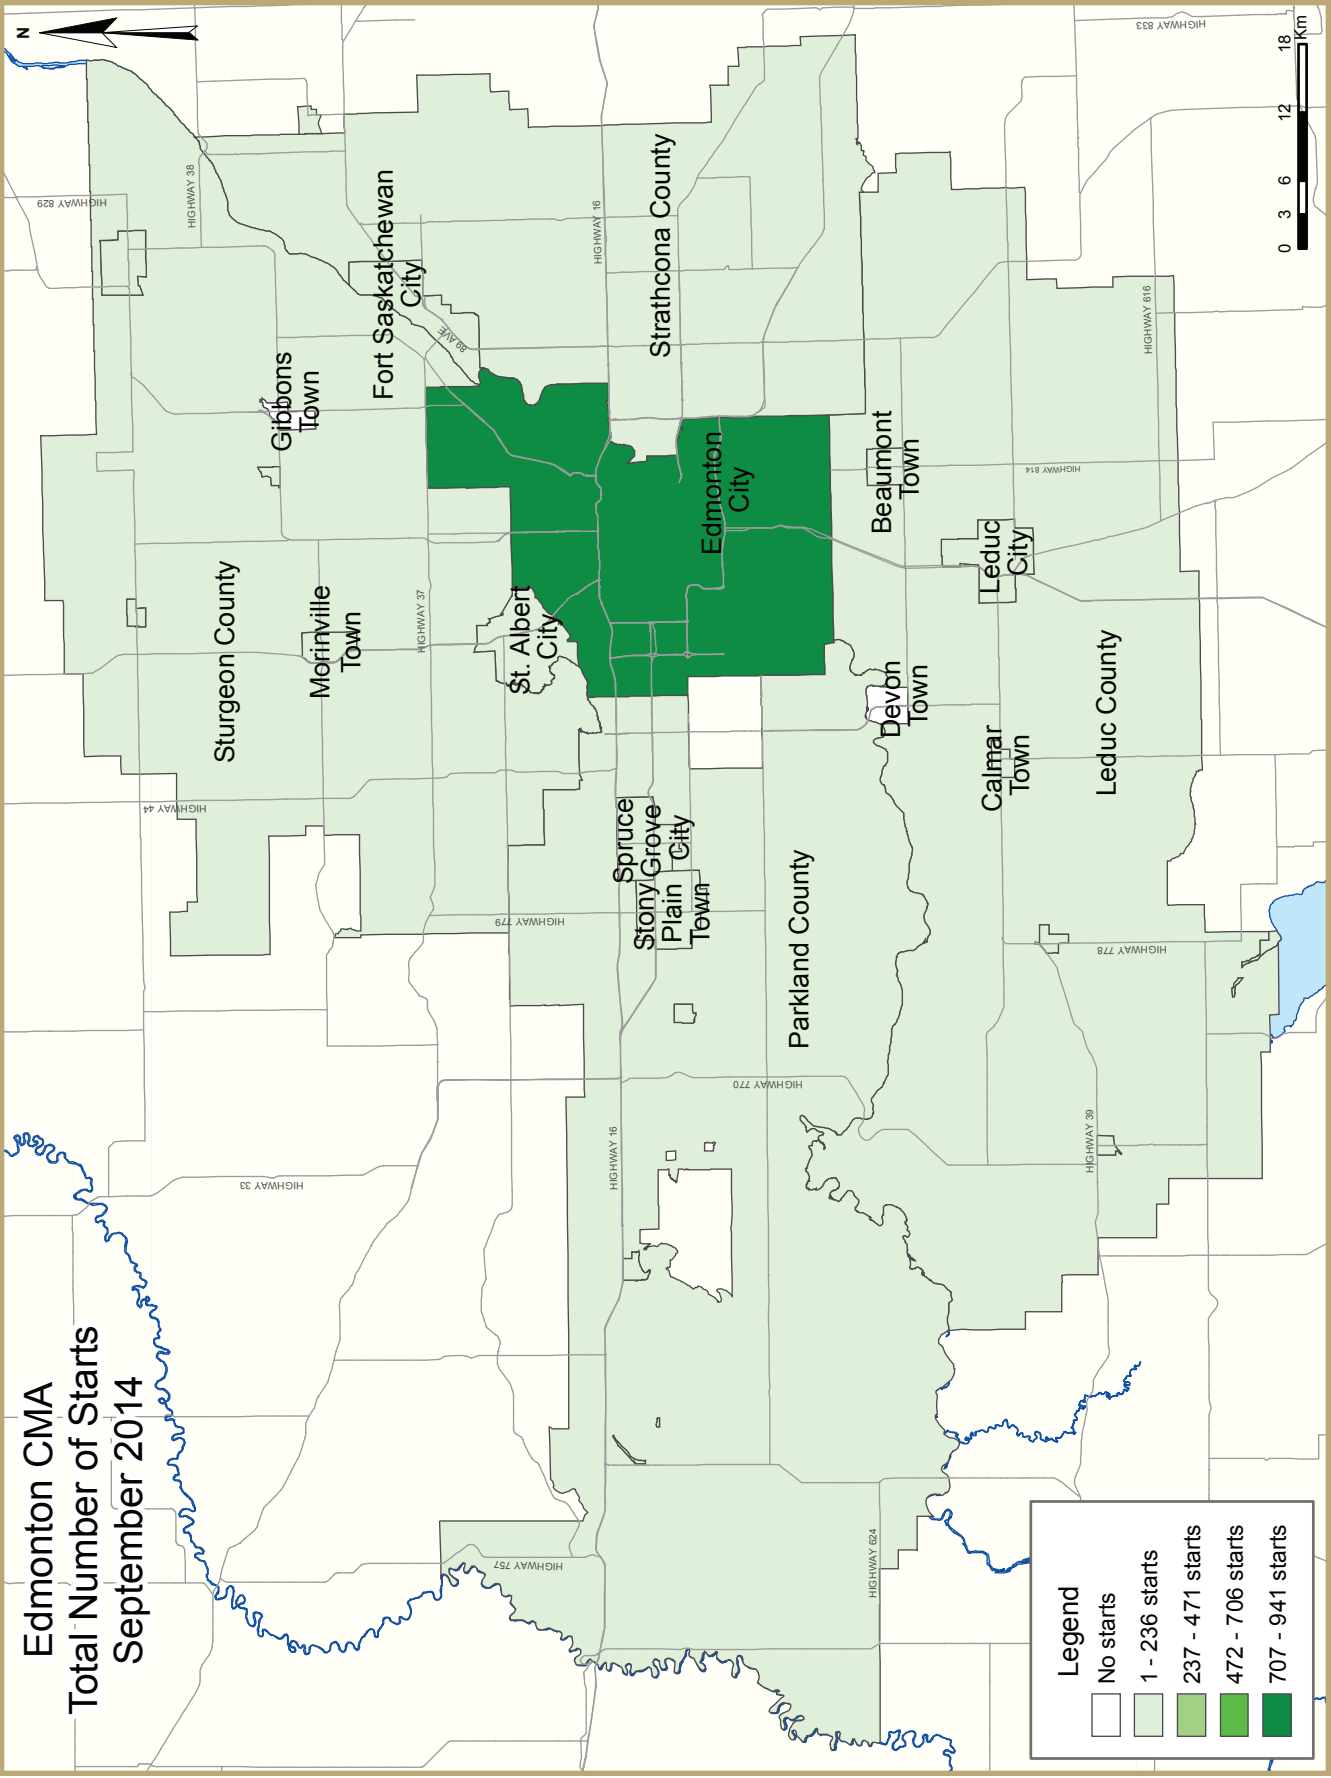 Edmonton CMA
Total Number of Starts
September 2014
N
HIGHWAY 829
HIGHWAY 38
HIGHWAY 833
HIGHWAY 44
HIGHWAY 33
HIGHWAY 37
HIGHWAY 779
HIGHWAY 757
HIGHWAY 16
HIGHWAY 16
HIGHWAY 770
HIGHWAY 624
HIGHWAY 814
HIGHWAY 616
HIGHWAY 778
HIGHWAY 39
89 AVE
Sturgeon County
Gibbons
Town
Morinville
Town
Fort Saskatchewan
City
St. Albert
City
Strathcona County
Edmonton
City
Spruce
Grove
City
Stony
Plain
Town
Parkland County
Beaumont
Town
Devon
Town
Leduc
City
Calmar
Town
Leduc County
Legend
No starts
1 - 236 starts
237 - 471 starts
472 - 706 starts
707 - 941 starts
0 3 6 12 18
Km